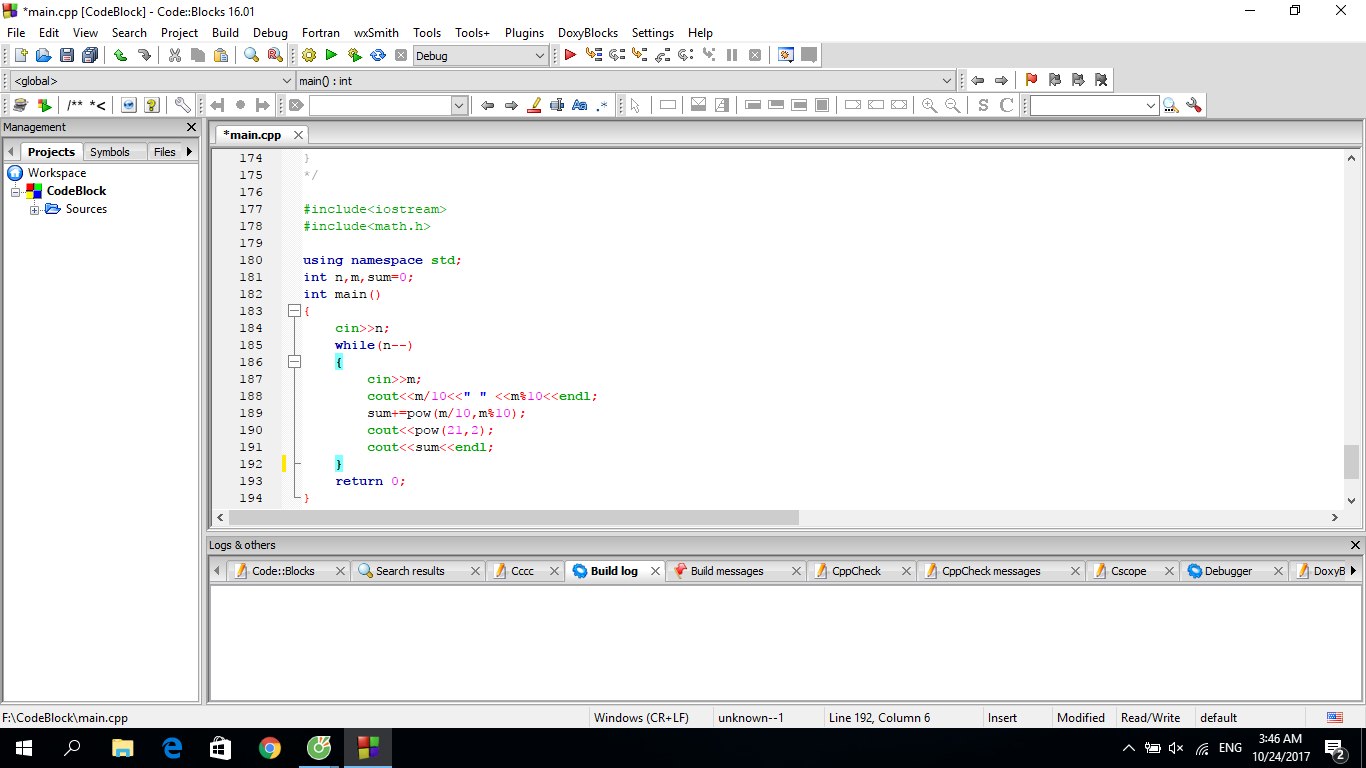 *main.cpp [CodeBlock] - Code::Blocks 16.01
File Edit View Search Project Build Debug Fortran wxSmith Tools Tools+ Plugins DoxyBlocks Settings Help
Debug
<global> main() : int
/** *< Aa .* S C
Management
*main.cpp
Projects Symbols Files
Workspace
CodeBlock
Sources
174 }
175 */
176
177 #include<iostream>
178 #include<math.h>
179
180 using namespace std;
181 int n,m,sum=0;
182 int main()
183 {
184 cin>>n;
185 while(n--)
186 {
187 cin>>m;
188 cout<<m/10<<" " <<m%10<<endl;
189 sum+=pow(m/10,m%10);
190 cout<<pow(21,2);
191 cout<<sum<<endl;
192 }
193 return 0;
194 }
Logs & others
Code::Blocks Search results Cccc Build log Build messages CppCheck CppCheck messages Cscope Debugger DoxyB
F:\CodeBlock\main.cpp Windows (CR+LF) unknown--1 Line 192, Column 6 Insert Modified Read/Write default
ENG
3:46 AM
10/24/2017
2